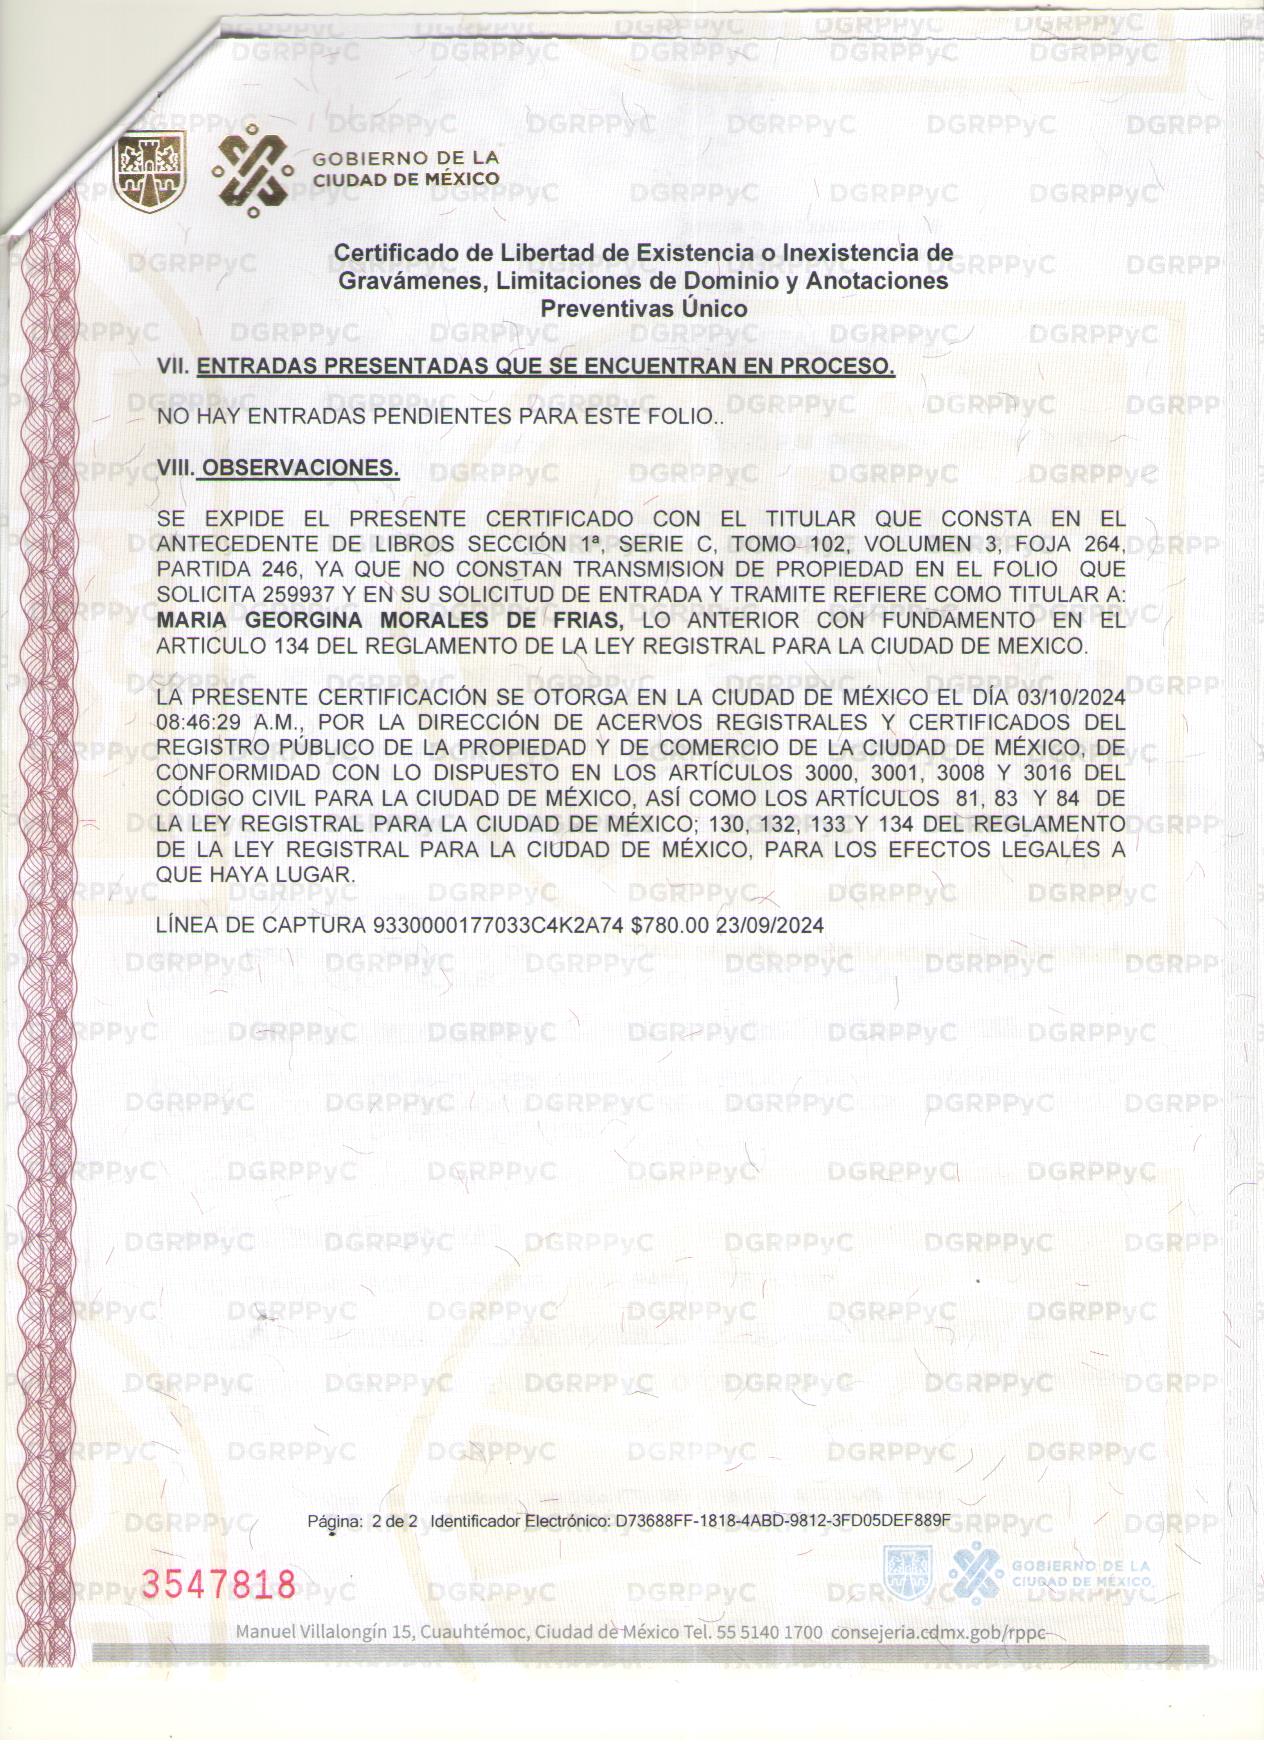 GOBIERNO DE LA
CIUDAD DE MÉXICO
Certificado de Libertad de Existencia o Inexistencia de
Gravámenes, Limitaciones de Dominio y Anotaciones
Preventivas Único
VII. ENTRADAS PRESENTADAS QUE SE ENCUENTRAN EN PROCESO.
NO HAY ENTRADAS PENDIENTES PARA ESTE FOLIO..
VIII. OBSERVACIONES.
SE EXPIDE EL PRESENTE CERTIFICADO CON EL TITULAR QUE CONSTA EN EL
ANTECEDENTE DE LIBROS SECCIÓN 1ª, SERIE C, TOMO 102, VOLUMEN 3, FOJA 264,
PARTIDA 246, YA QUE NO CONSTAN TRANSMISION DE PROPIEDAD EN EL FOLIO QUE
SOLICITA 259937 Y EN SU SOLICITUD DE ENTRADA Y TRAMITE REFIERE COMO TITULAR A:
MARIA GEORGINA MORALES DE FRIAS, LO ANTERIOR CON FUNDAMENTO EN EL
ARTICULO 134 DEL REGLAMENTO DE LA LEY REGISTRAL PARA LA CIUDAD DE MEXICO.
LA PRESENTE CERTIFICACIÓN SE OTORGA EN LA CIUDAD DE MÉXICO EL DÍA 03/10/2024
08:46:29 A.M., POR LA DIRECCIÓN DE ACERVOS REGISTRALES Y CERTIFICADOS DEL
REGISTRO PÚBLICO DE LA PROPIEDAD Y DE COMERCIO DE LA CIUDAD DE MÉXICO, DE
CONFORMIDAD CON LO DISPUESTO EN LOS ARTÍCULOS 3000, 3001, 3008 Y 3016 DEL
CÓDIGO CIVIL PARA LA CIUDAD DE MÉXICO, ASÍ COMO LOS ARTÍCULOS 81, 83 Y 84 DE
LA LEY REGISTRAL PARA LA CIUDAD DE MÉXICO; 130, 132, 133 Y 134 DEL REGLAMENTO
DE LA LEY REGISTRAL PARA LA CIUDAD DE MÉXICO, PARA LOS EFECTOS LEGALES A
QUE HAYA LUGAR.
LÍNEA DE CAPTURA 9330000177033C4K2A74 $780.00 23/09/2024
Página: 2 de 2 Identificador Electrónico: D73688FF-1818-4ABD-9812-3FD05DEF889F
GOBIERNO DE LA
CIUDAD DE MÉXICO
3547818
Manuel Villalongín 15, Cuauhtémoc, Ciudad de México Tel. 55 5140 1700 consejeria.cdmx.gob/rppc